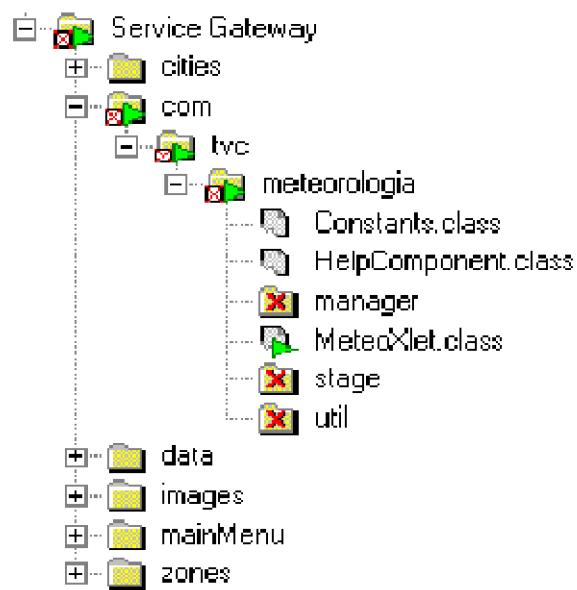 Service Gateway
cities
com
tvc
meteorologia
Constants.class
HelpComponent.class
manager
MeteoXlet.class
stage
util
data
images
mainMenu
zones